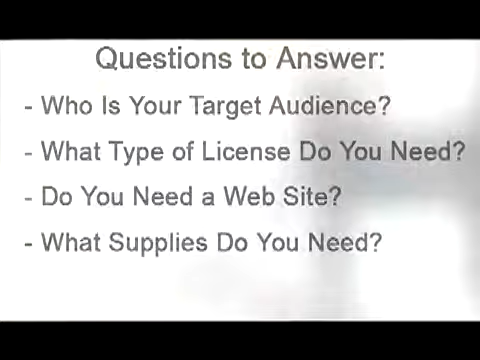 Questions to Answer:
- Who Is Your Target Audience?
- What Type of License Do You Need?
- Do You Need a Web Site?
- What Supplies Do You Need?